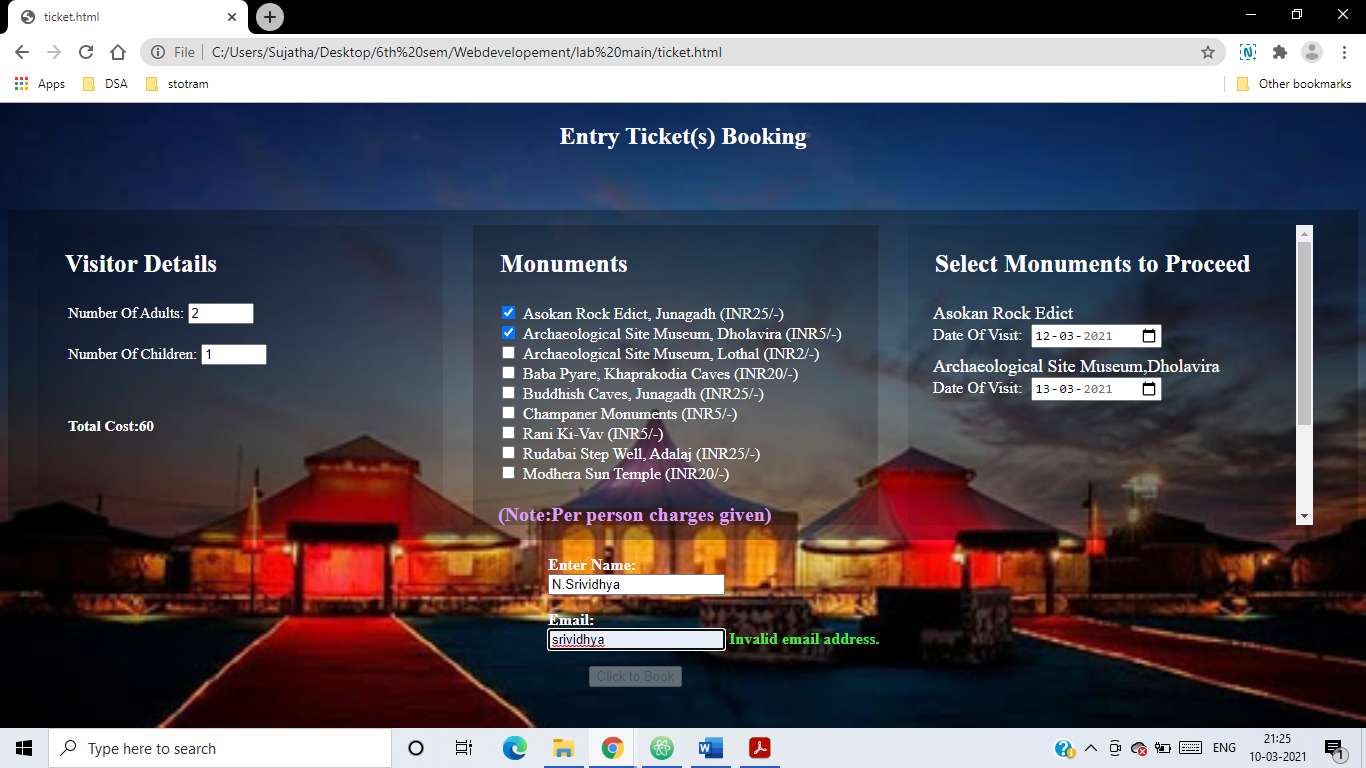 ticket.html
File
C:/Users/Sujatha/Desktop/6th%20sem/Webdevelopement/lab%20main/ticket.html
Apps
DSA
stotram
Other bookmarks
Entry Ticket(s) Booking
Visitor Details
Number Of Adults: 2
Number Of Children: 1
Total Cost:60
Monuments
Asokan Rock Edict, Junagadh (INR25/-)
Archaeological Site Museum, Dholavira (INR5/-)
Archaeological Site Museum, Lothal (INR2/-)
Baba Pyare, Khaprakodia Caves (INR20/-)
Buddhish Caves, Junagadh (INR25/-)
Champaner Monuments (INR5/-)
Rani Ki-Vav (INR5/-)
Rudabai Step Well, Adalaj (INR25/-)
Modhera Sun Temple (INR20/-)
(Note:Per person charges given)
Select Monuments to Proceed
Asokan Rock Edict
Date Of Visit: 12-03-2021
Archaeological Site Museum,Dholavira
Date Of Visit: 13-03-2021
Enter Name:
N.Srividhya
Email:
srividhya Invalid email address.
Click to Book
Type here to search
ENG
21:25
10-03-2021
1